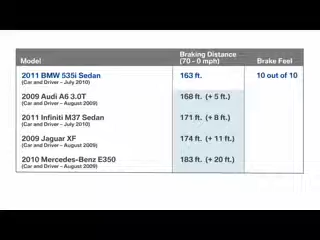 Model Braking Distance (70 - 0 mph) Brake Feel
2011 BMW 535i Sedan 163 ft. 10 out of 10
(Car and Driver – July 2010)
2009 Audi A6 3.0T 168 ft. (+ 5 ft.)
(Car and Driver – August 2009)
2011 Infiniti M37 Sedan 171 ft. (+ 8 ft.)
(Car and Driver – July 2010)
2009 Jaguar XF 174 ft. (+ 11 ft.)
(Car and Driver – August 2009)
2010 Mercedes-Benz E350 183 ft. (+ 20 ft.)
(Car and Driver – August 2009)